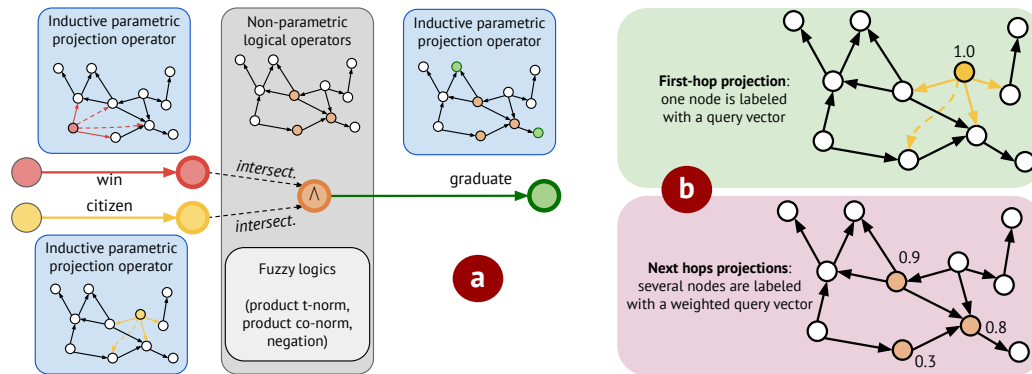 Inductive parametric
projection operator
Non-parametric
logical operators
Inductive parametric
projection operator
win
intersect.
citizen
intersect.
∧
graduate
Inductive parametric
projection operator
Fuzzy logics
(product t-norm,
product co-norm,
negation)
a
First-hop projection:
one node is labeled
with a query vector
1.0
b
Next hops projections:
several nodes are labeled
with a weighted query vector
0.9
0.8
0.3